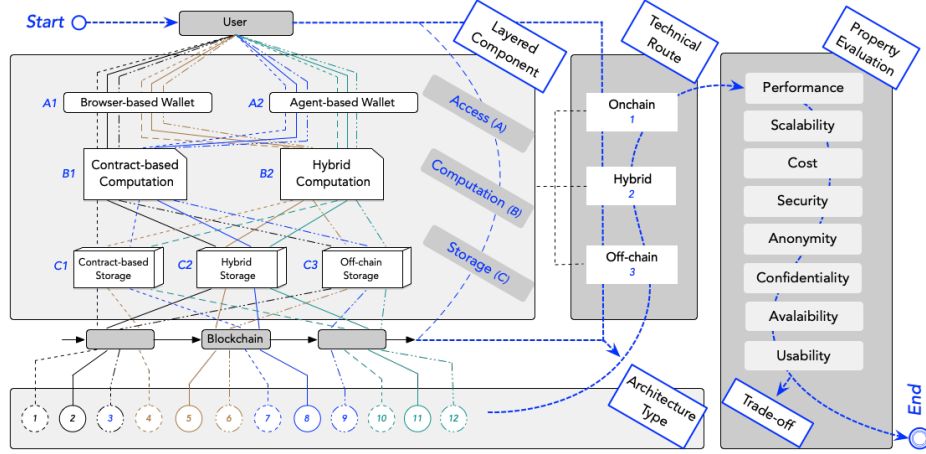 Start
User
Layered
Component
Technical
Route
Property
Evaluation
A1
Browser-based Wallet
A2
Agent-based Wallet
Access (A)
B1
Contract-based
Computation
B2
Hybrid
Computation
Computation (B)
C1
Contract-based
Storage
C2
Hybrid
Storage
C3
Off-chain
Storage
Storage (C)
Onchain
1
Hybrid
2
Off-chain
3
Performance
Scalability
Cost
Security
Anonymity
Confidentiality
Avalaibility
Usability
Blockchain
Architecture
Type
Trade-off
End
1
2
3
4
5
6
7
8
9
10
11
12